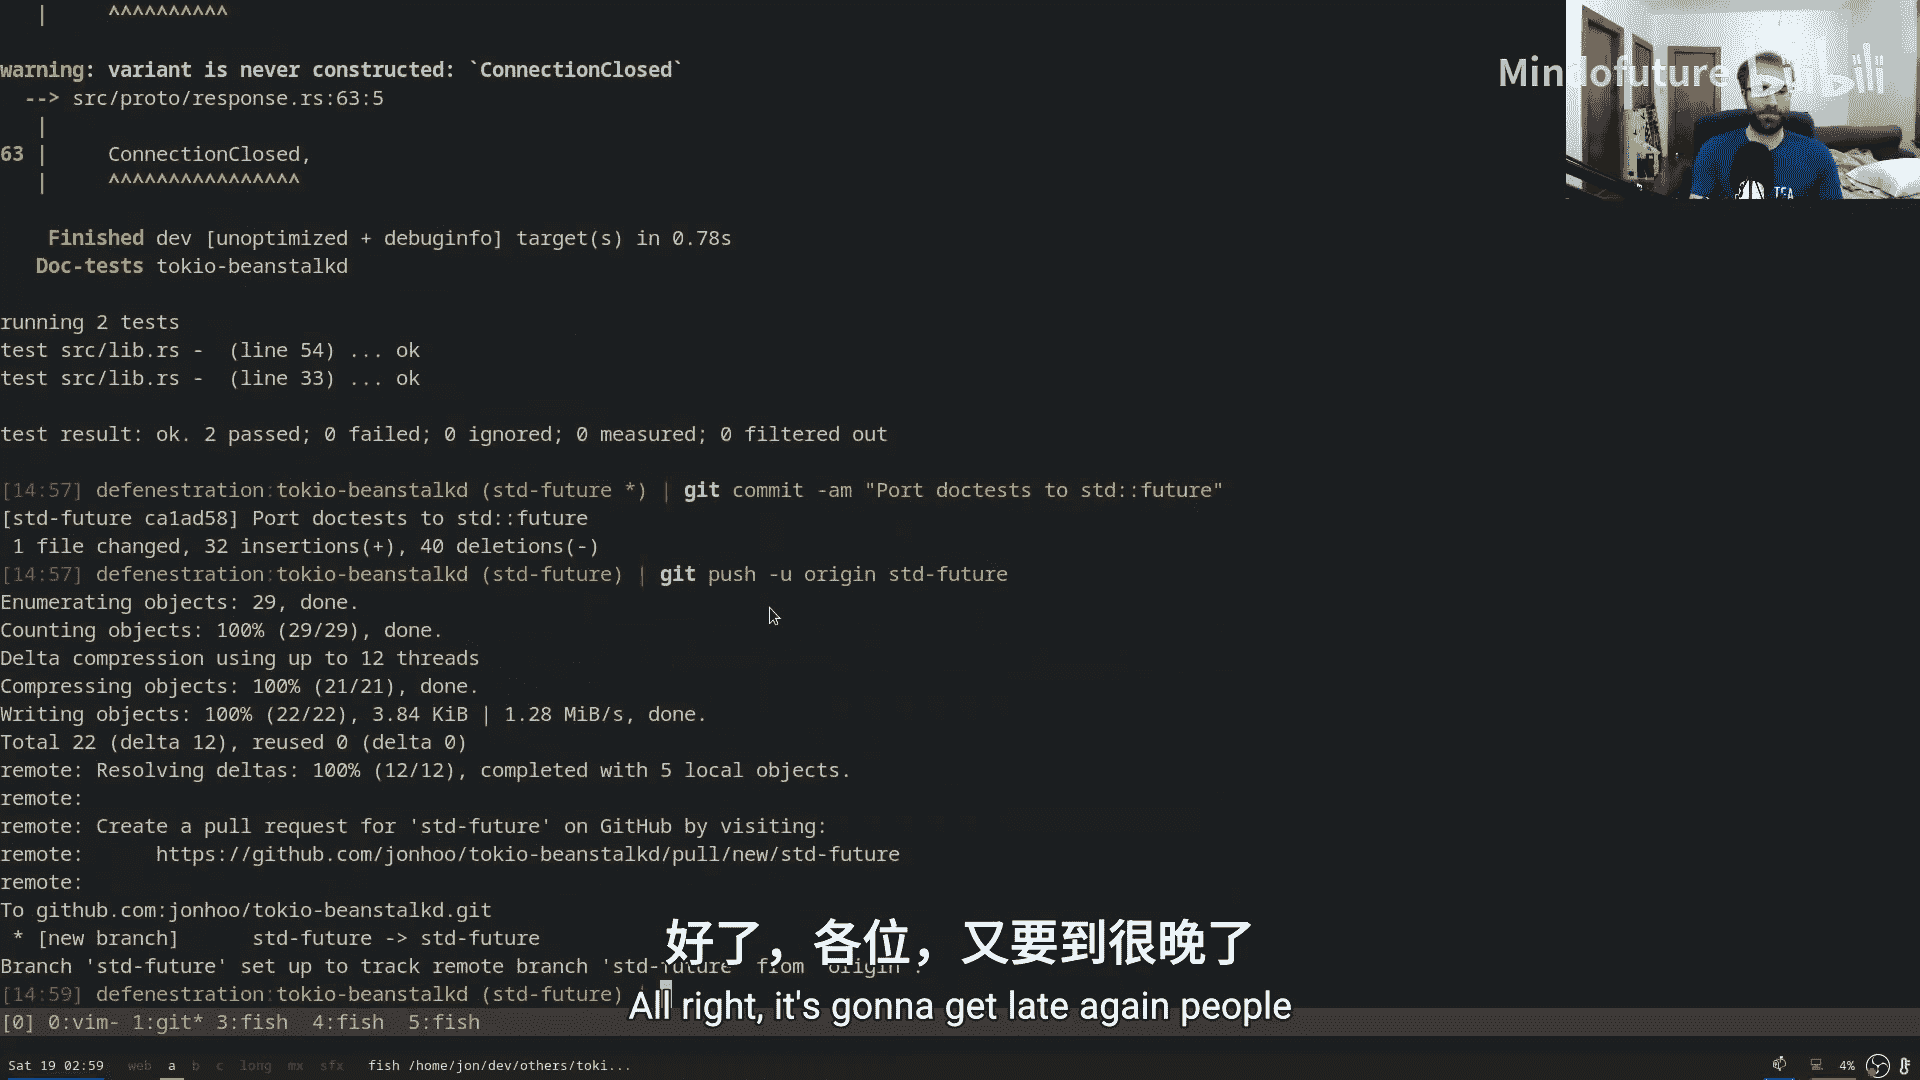 |     ^^^^^^^^^^
warning: variant is never constructed: `ConnectionClosed`
  --> src/proto/response.rs:63:5
   |
63 |     ConnectionClosed,
   |     ^^^^^^^^^^^^^^^^
    Finished dev [unoptimized + debuginfo] target(s) in 0.78s
   Doc-tests tokio-beanstalkd
running 2 tests
test src/lib.rs -  (line 54) ... ok
test src/lib.rs -  (line 33) ... ok
test result: ok. 2 passed; 0 failed; 0 ignored; 0 measured; 0 filtered out
[14:57] defenestration:tokio-beanstalkd (std-future *) | git commit -am "Port doctests to std::future"
[std-future ca1ad58] Port doctests to std::future
 1 file changed, 32 insertions(+), 40 deletions(-)
[14:57] defenestration:tokio-beanstalkd (std-future) | git push -u origin std-future
Enumerating objects: 29, done.
Counting objects: 100% (29/29), done.
Delta compression using up to 12 threads
Compressing objects: 100% (21/21), done.
Writing objects: 100% (22/22), 3.84 KiB | 1.28 MiB/s, done.
Total 22 (delta 12), reused 0 (delta 0)
remote: Resolving deltas: 100% (12/12), completed with 5 local objects.
remote:
remote: Create a pull request for 'std-future' on GitHub by visiting:
remote:      https://github.com/jonhoo/tokio-beanstalkd/pull/new/std-future
remote:
To github.com:jonhoo/tokio-beanstalkd.git
 * [new branch]      std-future -> std-future
Branch 'std-future' set up to track remote branch 'std-future' from 'origin'.
[14:59] defenestration:tokio-beanstalkd (std-future) |
[0] 0:vim- 1:git* 3:fish  4:fish  5:fish
Sat 19 02:59 web a b c long mx sfx fish /home/jon/dev/others/toki... 4%
Mindofuture bilibili
TEA
好了，各位，又要到很晚了
All right, it's gonna get late again people